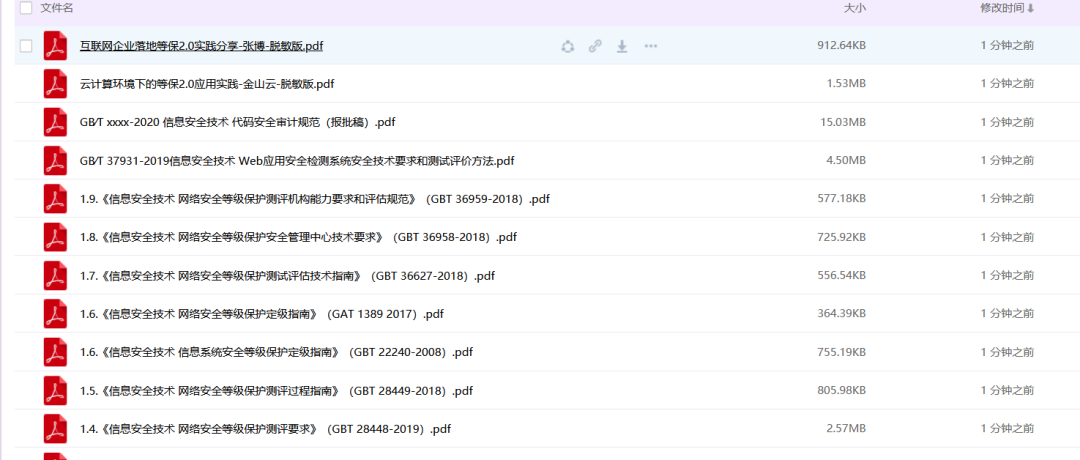 文件名 大小 修改时间
互联网企业落地等保2.0实践分享-张博-脱敏版.pdf 912.64KB 1 分钟之前
云计算环境下的等保2.0应用实践-金山云-脱敏版.pdf 1.53MB 1 分钟之前
GB∕T xxxx-2020 信息安全技术 代码安全审计规范（报批稿）.pdf 15.03MB 1 分钟之前
GB∕T 37931-2019信息安全技术 Web应用安全检测系统安全技术要求和测试评价方法.pdf 4.50MB 1 分钟之前
1.9.《信息安全技术 网络安全等级保护测评机构能力要求和评估规范》（GBT 36959-2018）.pdf 577.18KB 1 分钟之前
1.8.《信息安全技术 网络安全等级保护安全管理中心技术要求》（GBT 36958-2018）.pdf 725.92KB 1 分钟之前
1.7.《信息安全技术 网络安全等级保护测试评估技术指南》（GBT 36627-2018）.pdf 556.54KB 1 分钟之前
1.6.《信息安全技术 网络安全等级保护定级指南》（GAT 1389 2017）.pdf 364.39KB 1 分钟之前
1.6.《信息安全技术 信息系统安全等级保护定级指南》（GBT 22240-2008）.pdf 755.19KB 1 分钟之前
1.5.《信息安全技术 网络安全等级保护测评过程指南》（GBT 28449-2018）.pdf 805.98KB 1 分钟之前
1.4.《信息安全技术 网络安全等级保护测评要求》（GBT 28448-2019）.pdf 2.57MB 1 分钟之前